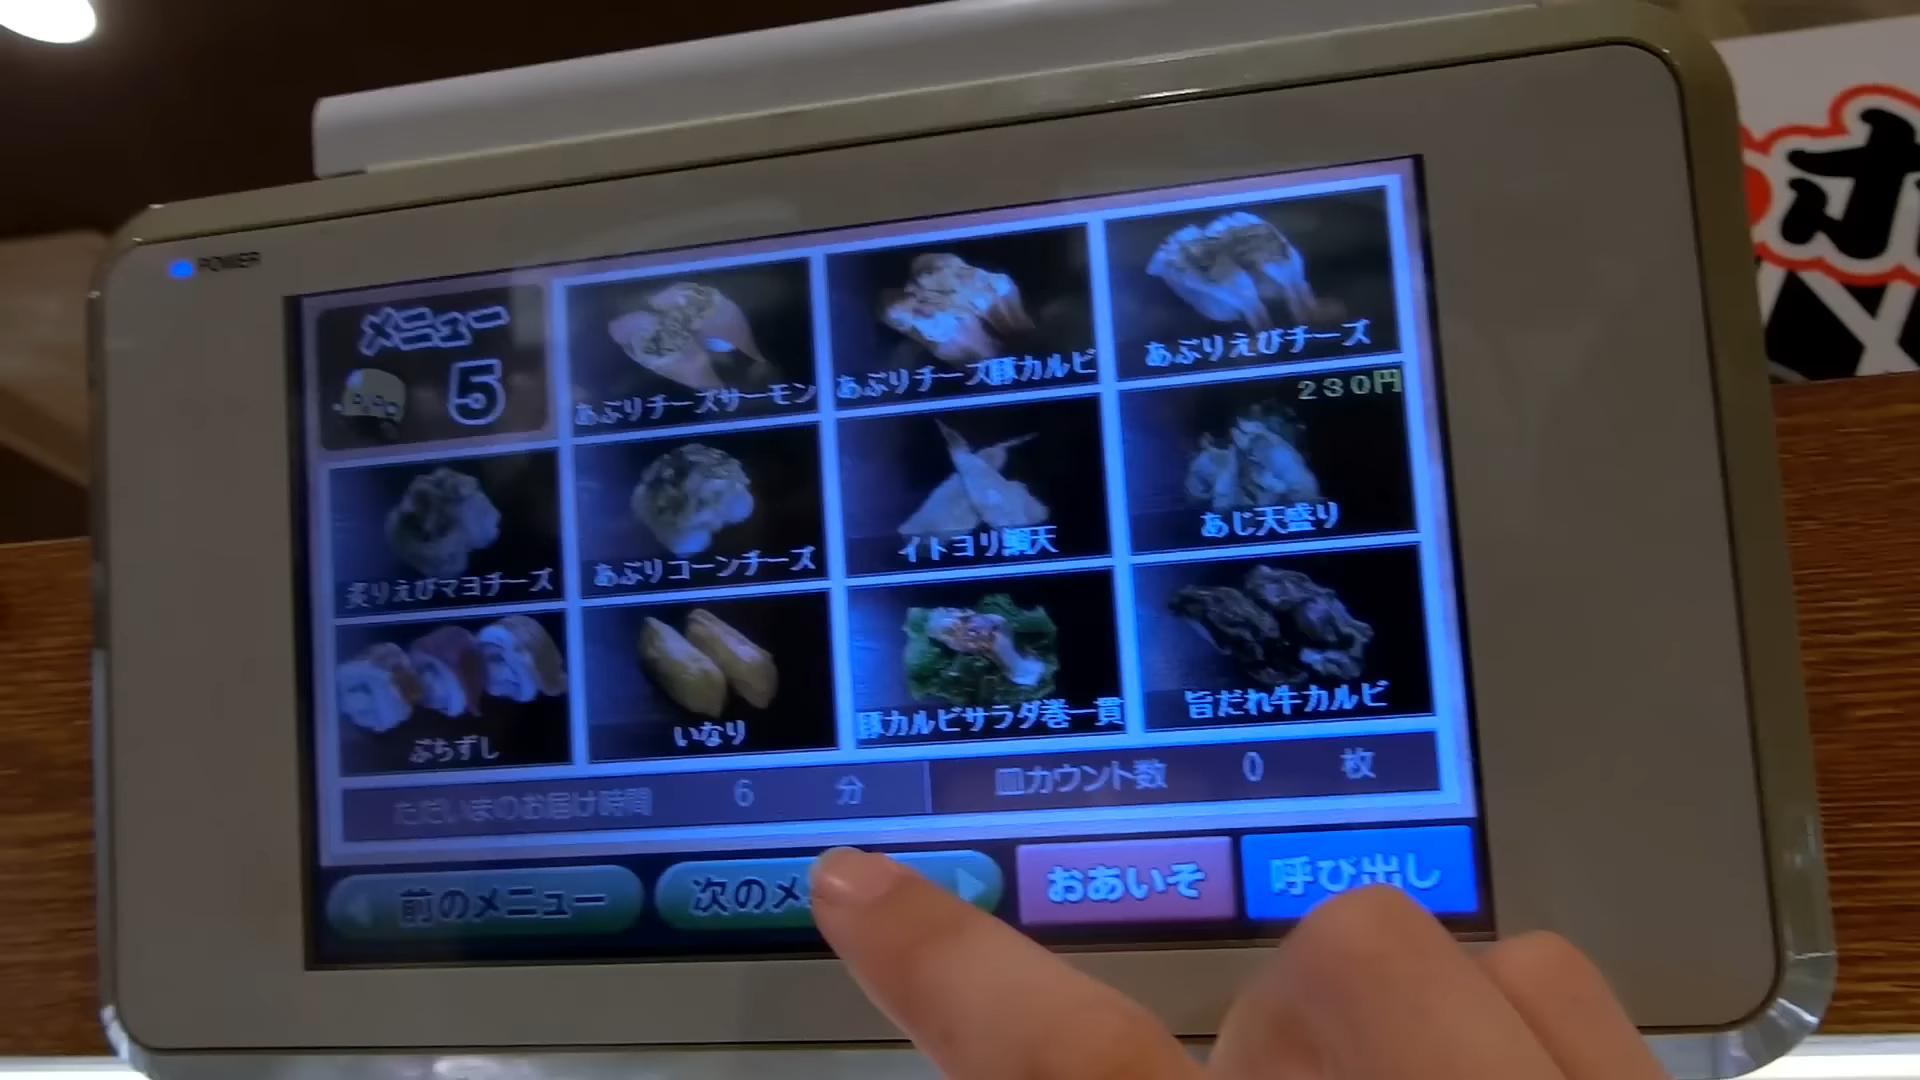 POWER
メニュー
5
あぶりチーズサーモン
あぶりチーズ豚カルビ
あぶりえびチーズ
炙りえびマヨチーズ
あぶりコーンチーズ
イトヨリ鯛天
230円
あじ天盛り
ぷちずし
いなり
豚カルビサラダ巻一貫
旨だれ牛カルビ
ただいまのお届け時間 6 分
皿カウント数 0 枚
前のメニュー
次のメ
おあいそ
呼び出し
ホ